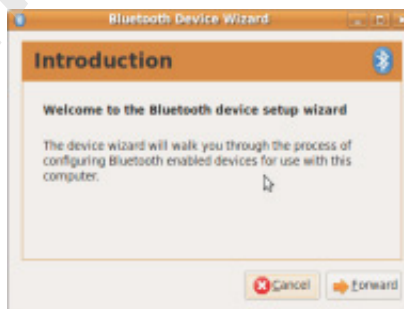 Bluetooth Device Wizard
Introduction
Welcome to the Bluetooth device setup wizard
The device wizard will walk you through the process of
configuring Bluetooth enabled devices for use with this
computer.
Cancel
Forward